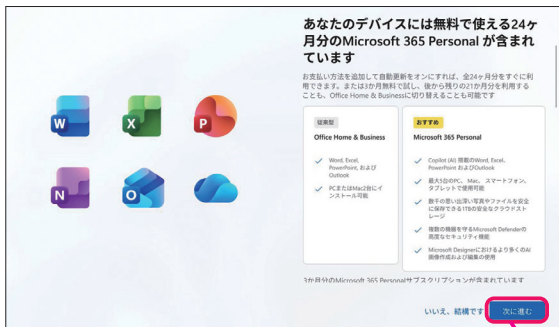 あなたのデバイスには無料で使える24ヶ
月分のMicrosoft 365 Personal が含まれ
ています
お支払い方法を追加して自動更新をオンにすれば、全24ヶ月分をすぐに利
用できます。または3か月無料で試し、後から残りの21か月分を利用する
ことも、Office Home & Businessに切り替えることも可能です
W
X
P
N
O
従来型
Office Home & Business
Word, Excel,
PowerPoint, および
Outlook
PCまたはMac2台にイ
ンストール可能
おすすめ
Microsoft 365 Personal
Copilot (AI) 搭載のWord, Excel,
PowerPoint およびOutlook
最大5台のPC、Mac、スマートフォン、
タブレットで使用可能
数千の思い出深い写真やファイルを安全
に保存できる1TBの安全なクラウドスト
レージ
複数の機器を守るMicrosoft Defenderの
高度なセキュリティ機能
Microsoft Designerにおけるより多くのAI
画像作成および編集の使用
3か月分のMicrosoft 365 Personalサブスクリプションが含まれています
いいえ、結構です
次に進む